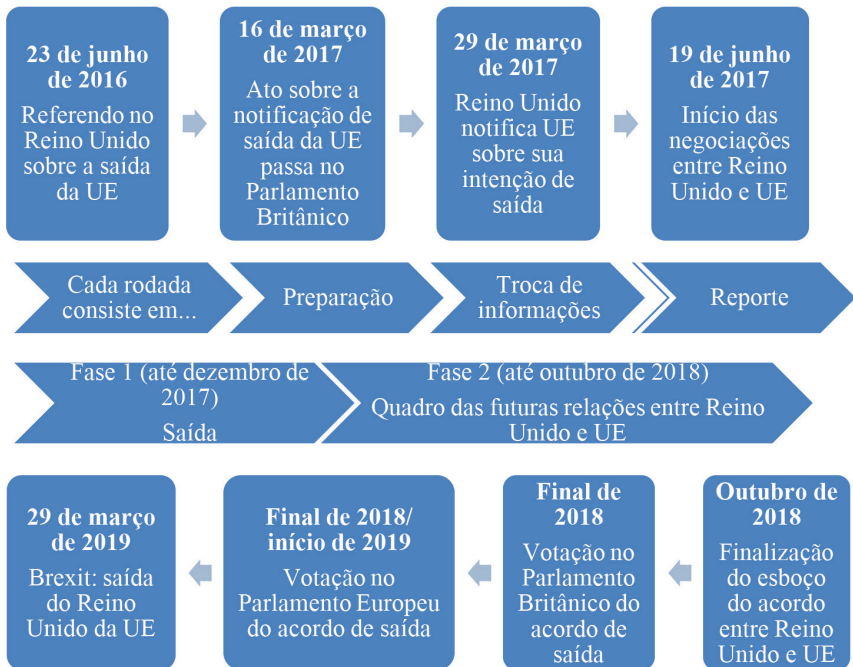 23 de junho
de 2016
Referendo no
Reino Unido
sobre a saída
da UE
16 de março
de 2017
Ato sobre a
notificação de
saída da UE
passa no
Parlamento
Britânico
29 de março
de 2017
Reino Unido
notifica UE
sobre sua
intenção de
saída
19 de junho
de 2017
Início das
negociações
entre Reino
Unido e UE
Cada rodada
consiste em...
Preparação
Troca de
informações
Reporte
Fase 1 (até dezembro de
2017)
Saída
Fase 2 (até outubro de 2018)
Quadro das futuras relações entre Reino
Unido e UE
29 de março
de 2019
Brexit: saída
do Reino
Unido da UE
Final de 2018/
início de 2019
Votação no
Parlamento Europeu
do acordo de saída
Final de
2018
Votação no
Parlamento
Britânico do
acordo de
saída
Outubro de
2018
Finalização
do esboço
do acordo
entre Reino
Unido e UE